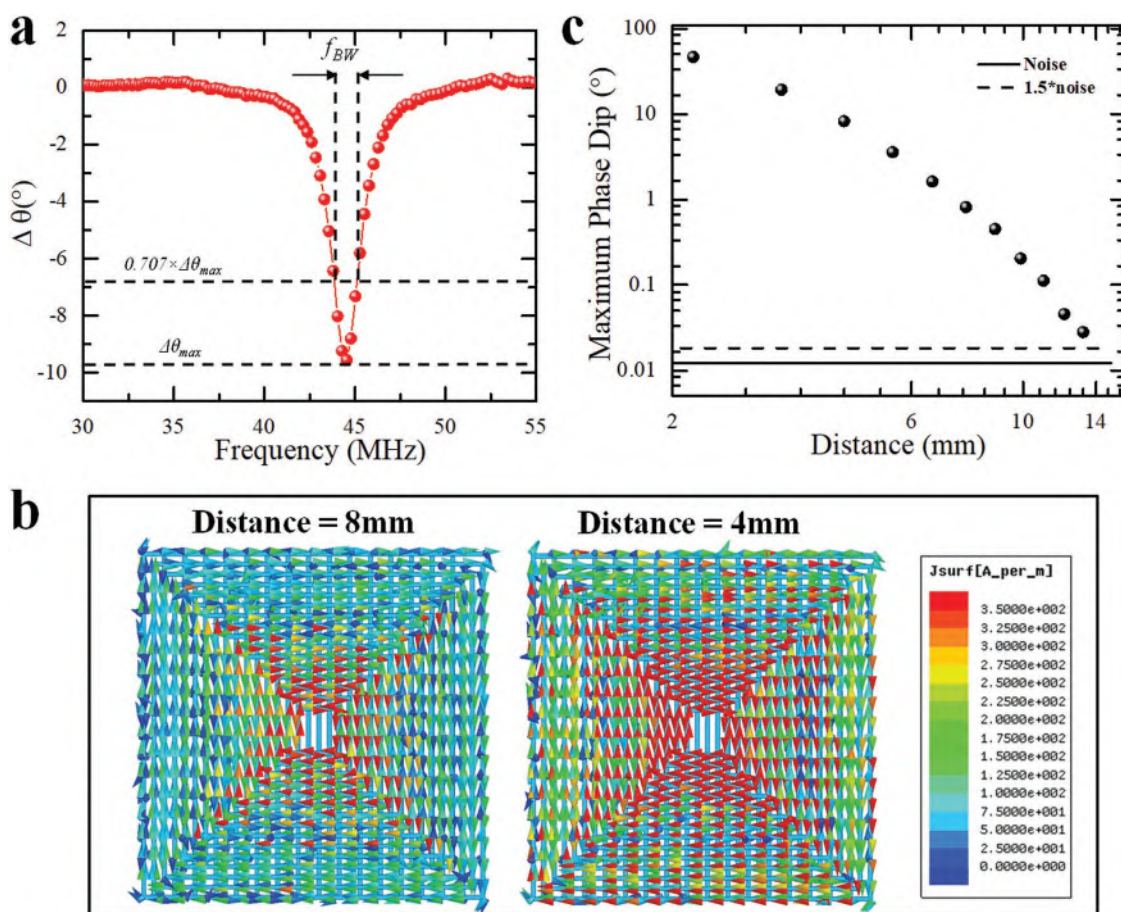 a
2
0
-2
-4
-6
-8
-10
Δ θ(°)
f_BW
0.707×Δθmax
Δθmax
30 35 40 45 50 55
Frequency (MHz)
c
100
10
1
0.1
0.01
Maximum Phase Dip (°)
Noise
1.5*noise
2 6 10 14
Distance (mm)
b
Distance = 8mm
Distance = 4mm
Jsurf[A_per_m]
3.5000e+002
3.2500e+002
3.0000e+002
2.7500e+002
2.5000e+002
2.2500e+002
2.0000e+002
1.7500e+002
1.5000e+002
1.2500e+002
1.0000e+002
7.5000e+001
5.0000e+001
2.5000e+001
0.0000e+000